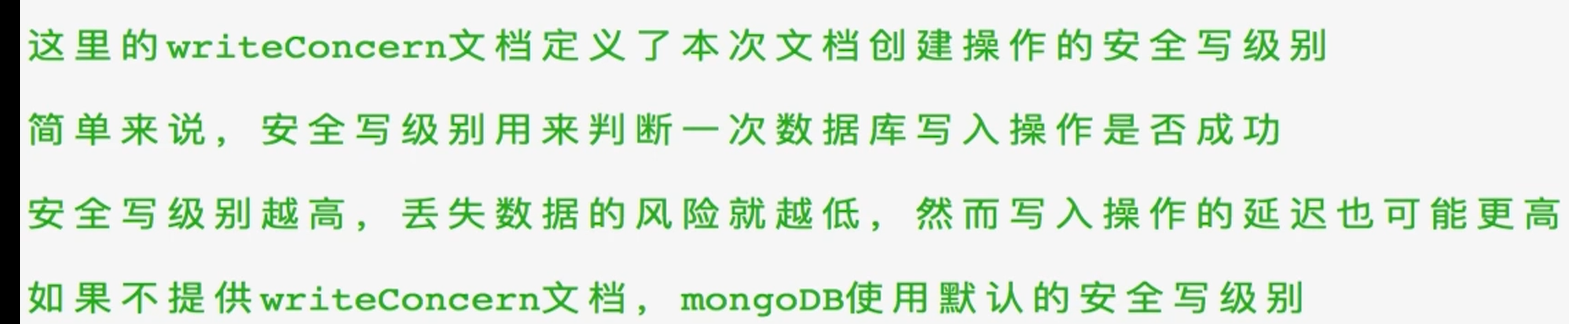 这里的writeConcern文档定义了本次文档创建操作的安全写级别
简单来说，安全写级别用来判断一次数据库写入操作是否成功
安全写级别越高，丢失数据的风险就越低，然而写入操作的延迟也可能更高
如果不提供writeConcern文档，mongoDB使用默认的安全写级别